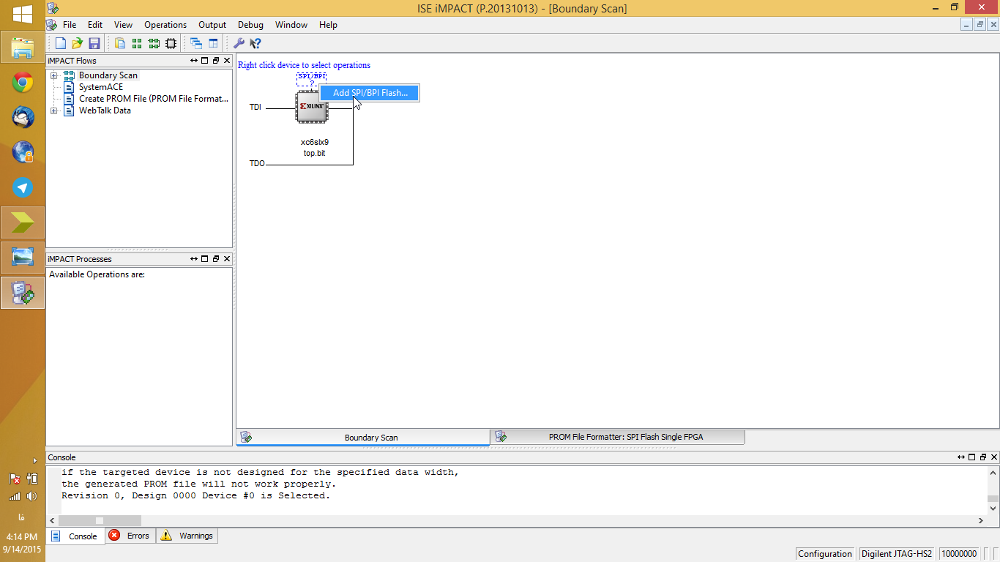 ISE iMPACT (P.20131013) - [Boundary Scan]
File Edit View Operations Output Debug Window Help
iMPACT Flows
Boundary Scan
SystemACE
Create PROM File (PROM File Format...
WebTalk Data
iMPACT Processes
Available Operations are:
Right click device to select operations
SPI/BPI
?
Add SPI/BPI Flash...
TDI
XILINX
xc6slx9
top.bit
TDO
Boundary Scan
PROM File Formatter: SPI Flash Single FPGA
Console
if the targeted device is not designed for the specified data width,
the generated PROM file will not work properly.
Revision 0, Design 0000 Device #0 is Selected.
Console Errors Warnings
Configuration Digilent JTAG-HS2 10000000
فا
4:14 PM
9/14/2015